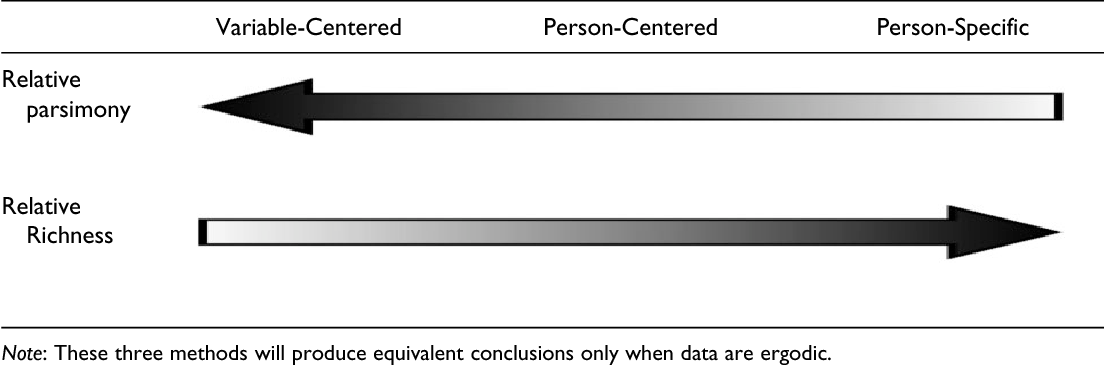 Variable-Centered Person-Centered Person-Specific
Relative
parsimony
Relative
Richness
Note: These three methods will produce equivalent conclusions only when data are ergodic.